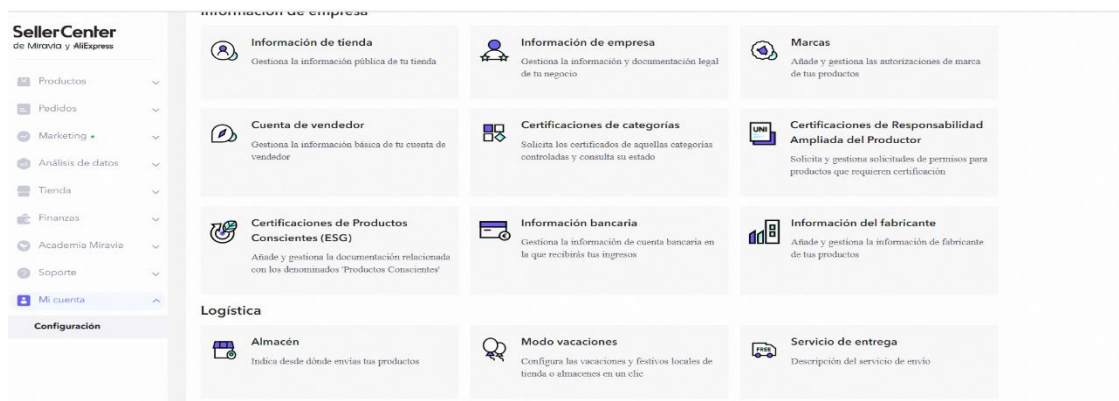 Información de empresa
SellerCenter
de Miravia y AliExpress
Productos
Pedidos
Marketing
Análisis de datos
Tienda
Finanzas
Academia Miravia
Soporte
Mi cuenta
Configuración
Información de tienda
Gestiona la información pública de tu tienda
Información de empresa
Gestiona la información y documentación legal
de tu negocio
Marcas
Añade y gestiona las autorizaciones de marca
de tus productos
Cuenta de vendedor
Gestiona la información básica de tu cuenta de
vendedor
Certificaciones de categorías
Solicita los certificados de aquellas categorías
controladas y consulta su estado
UNI
Certificaciones de Responsabilidad
Ampliada del Productor
Solicita y gestiona solicitudes de permisos para
productos que requieren certificación
Certificaciones de Productos
Conscientes (ESG)
Añade y gestiona la documentación relacionada
con los denominados 'Productos Conscientes'
Información bancaria
Gestiona la información de cuenta bancaria en
la que recibirás tus ingresos
Información del fabricante
Añade y gestiona la información de fabricante
de tus productos
Logística
Almacén
Indica desde dónde envías tus productos
Modo vacaciones
Configura las vacaciones y festivos locales de
tienda o almacenes en un clic
FREE
Servicio de entrega
Descripción del servicio de envío